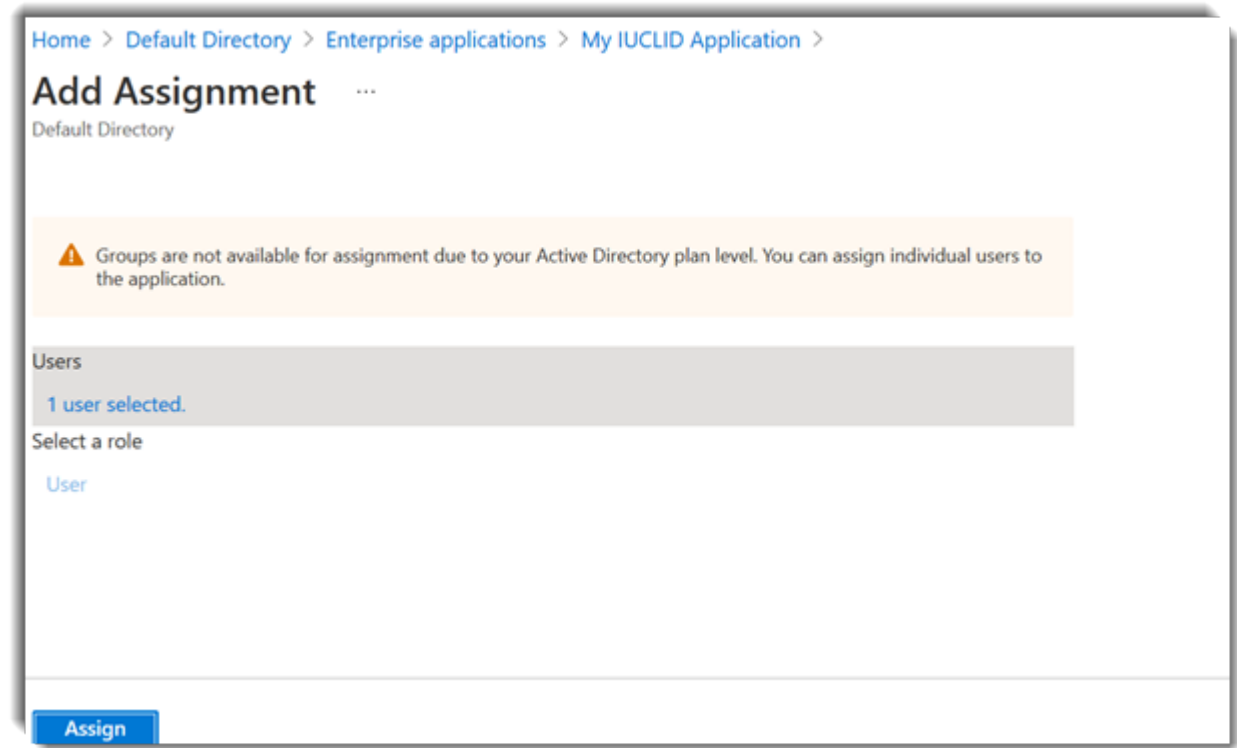 Home > Default Directory > Enterprise applications > My IUCLID Application >
Add Assignment ...
Default Directory
Groups are not available for assignment due to your Active Directory plan level. You can assign individual users to
the application.
Users
1 user selected.
Select a role
User
Assign